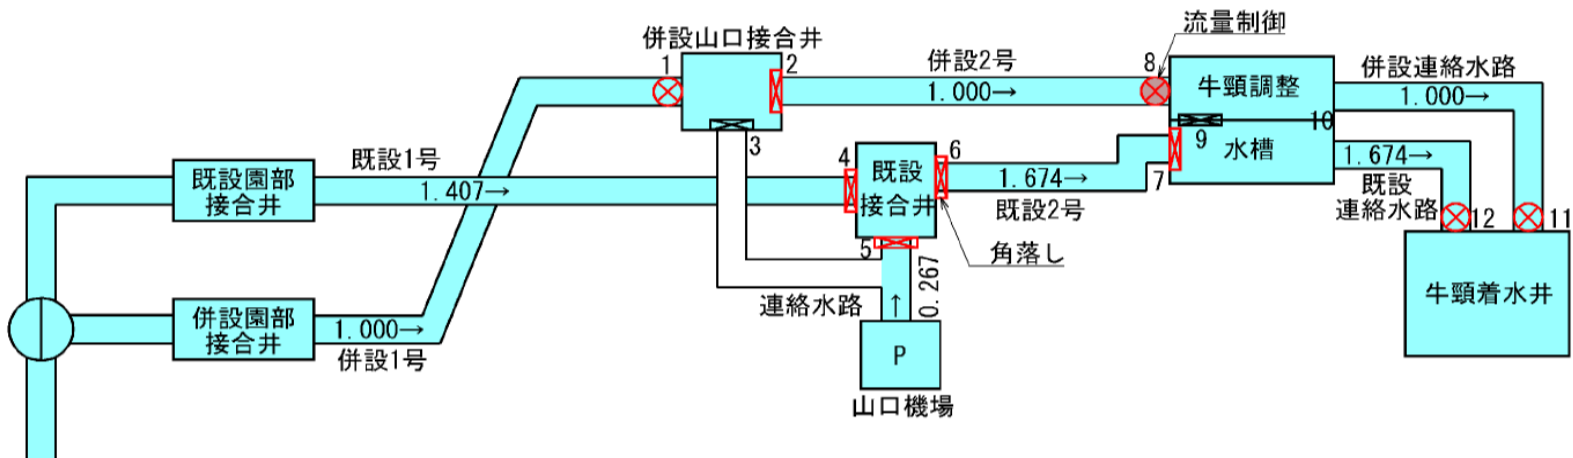 流量制御
併設山口接合井
1
2
併設2号
8
1.000→
牛頸調整
併設連絡水路
1.000→
3
9
10
水槽
既設1号
4
既設
接合井
6
1.674→
7
既設2号
1.674→
既設
連絡水路
既設園部
接合井
1.407→
5
角落し
12
11
併設園部
接合井
1.000→
併設1号
連絡水路
↑
0.267
牛頸着水井
P
山口機場